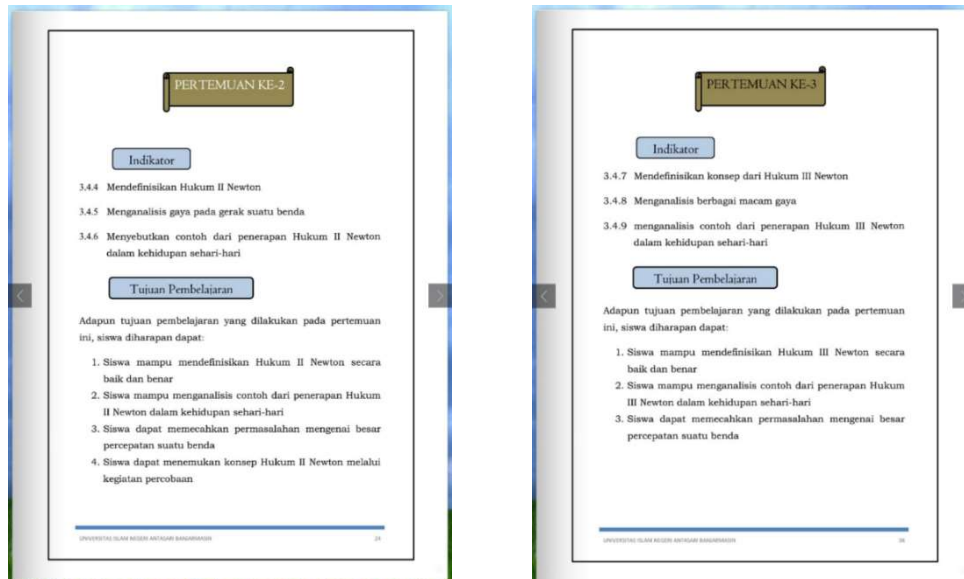 PERTEMUAN KE-2
Indikator
3.4.4 Mendefinisikan Hukum II Newton
3.4.5 Menganalisis gaya pada gerak suatu benda
3.4.6 Menyebutkan contoh dari penerapan Hukum II Newton
dalam kehidupan sehari-hari
Tujuan Pembelajaran
Adapun tujuan pembelajaran yang dilakukan pada pertemuan
ini, siswa diharapan dapat:
1. Siswa mampu mendefinisikan Hukum II Newton secara
baik dan benar
2. Siswa mampu menganalisis contoh dari penerapan Hukum
II Newton dalam kehidupan sehari-hari
3. Siswa dapat memecahkan permasalahan mengenai besar
percepatan suatu benda
4. Siswa dapat menemukan konsep Hukum II Newton melalui
kegiatan percobaan
UNIVERSITAS ISLAM NEGERI ANTASARI BANJARMASIN 24
PERTEMUAN KE-3
Indikator
3.4.7 Mendefinisikan konsep dari Hukum III Newton
3.4.8 Menganalisis berbagai macam gaya
3.4.9 menganalisis contoh dari penerapan Hukum III Newton
dalam kehidupan sehari-hari
Tujuan Pembelajaran
Adapun tujuan pembelajaran yang dilakukan pada pertemuan
ini, siswa diharapan dapat:
1. Siswa mampu mendefinisikan Hukum III Newton secara
baik dan benar
2. Siswa mampu menganalisis contoh dari penerapan Hukum
III Newton dalam kehidupan sehari-hari
3. Siswa dapat memecahkan permasalahan mengenai besar
percepatan suatu benda
UNIVERSITAS ISLAM NEGERI ANTASARI BANJARMASIN